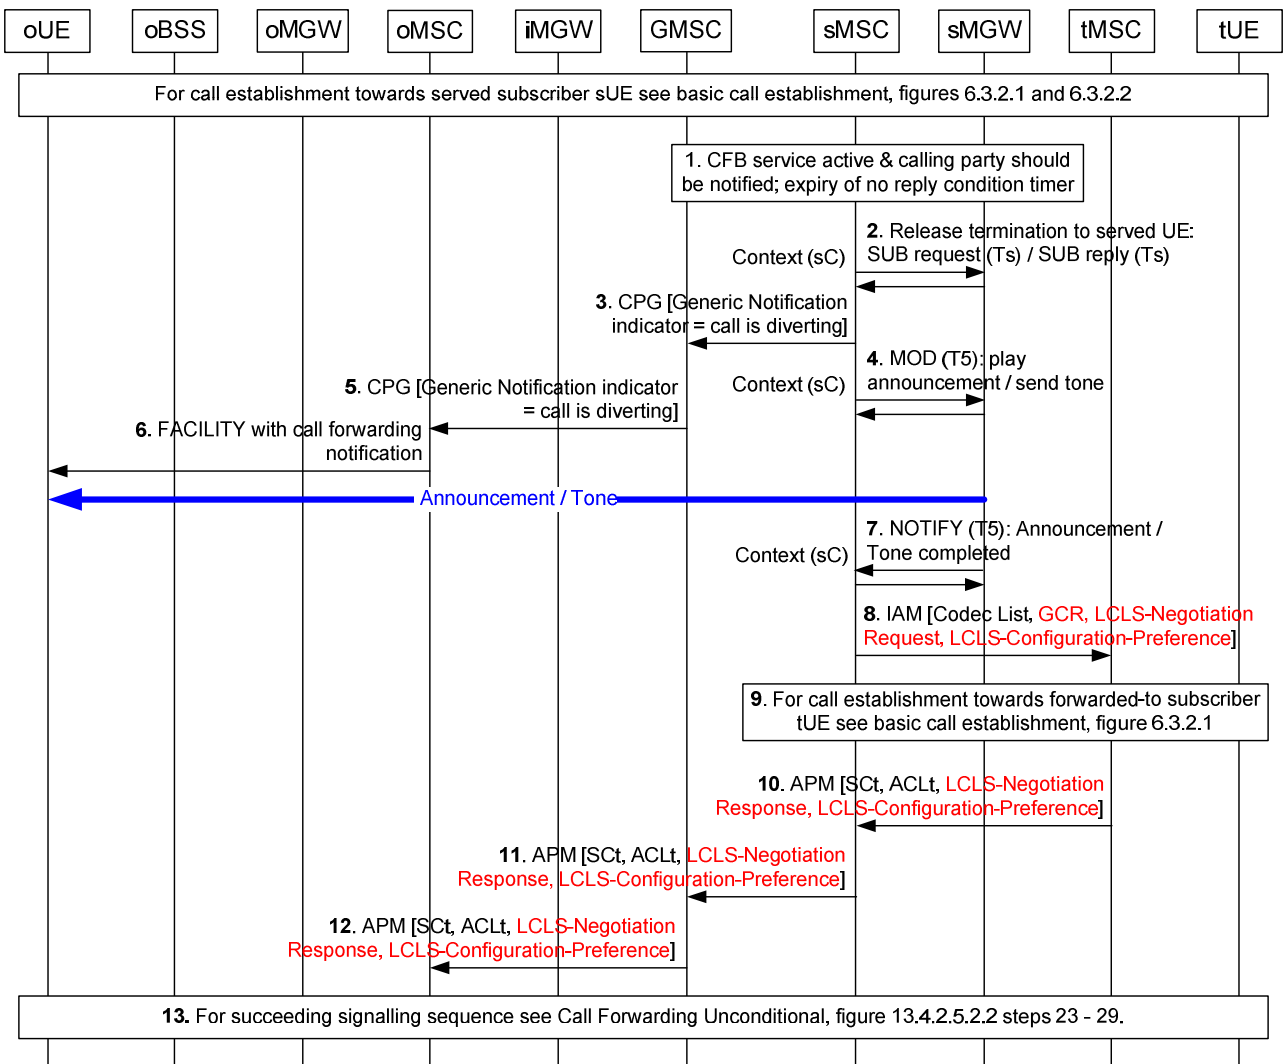 oUE oBSS oMGW oMSC iMGW GMSC sMSC sMGW tMSC tUE
For call establishment towards served subscriber sUE see basic call establishment, figures 6.3.2.1 and 6.3.2.2
1. CFB service active & calling party should
be notified; expiry of no reply condition timer
2. Release termination to served UE:
SUB request (Ts) / SUB reply (Ts)
Context (sC)
3. CPG [Generic Notification
indicator = call is diverting]
4. MOD (T5): play
announcement / send tone
Context (sC)
5. CPG [Generic Notification indicator
= call is diverting]
6. FACILITY with call forwarding
notification
Announcement / Tone
7. NOTIFY (T5): Announcement /
Tone completed
Context (sC)
8. IAM [Codec List, GCR, LCLS-Negotiation
Request, LCLS-Configuration-Preference]
9. For call establishment towards forwarded-to subscriber
tUE see basic call establishment, figure 6.3.2.1
10. APM [SCt, ACLt, LCLS-Negotiation
Response, LCLS-Configuration-Preference]
11. APM [SCt, ACLt, LCLS-Negotiation
Response, LCLS-Configuration-Preference]
12. APM [SCt, ACLt, LCLS-Negotiation
Response, LCLS-Configuration-Preference]
13. For succeeding signalling sequence see Call Forwarding Unconditional, figure 13.4.2.5.2.2 steps 23 - 29.